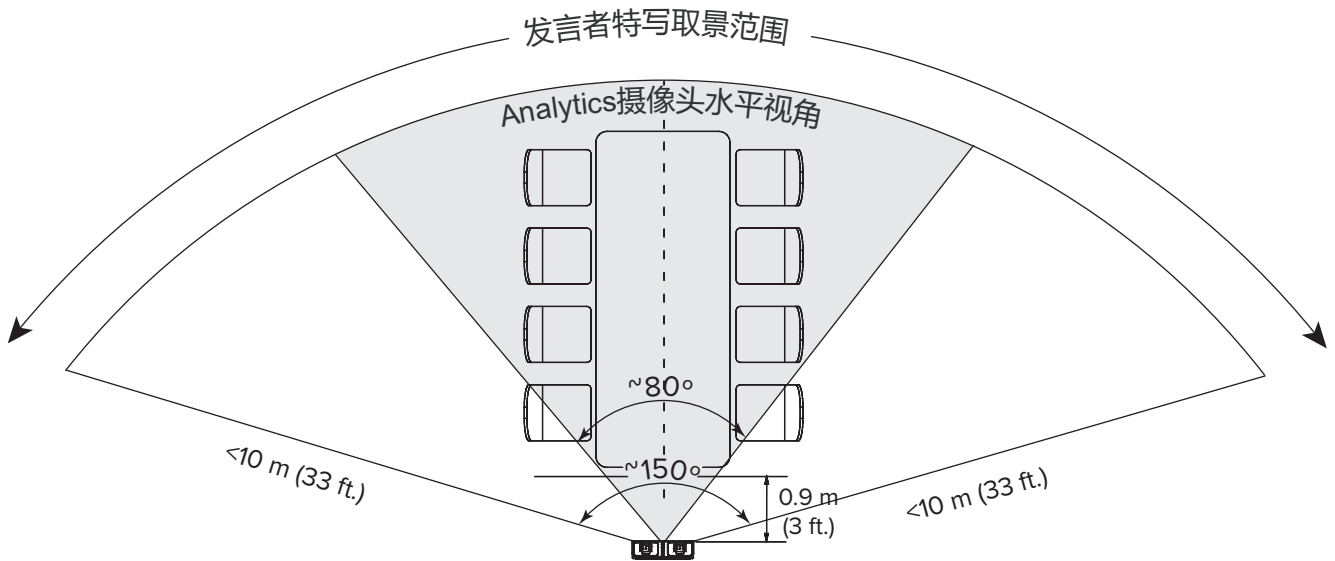 发言者特写取景范围
Analytics摄像头水平视角
~80°
~150°
<10 m (33 ft.)
0.9 m
(3 ft.)
<10 m (33 ft.)